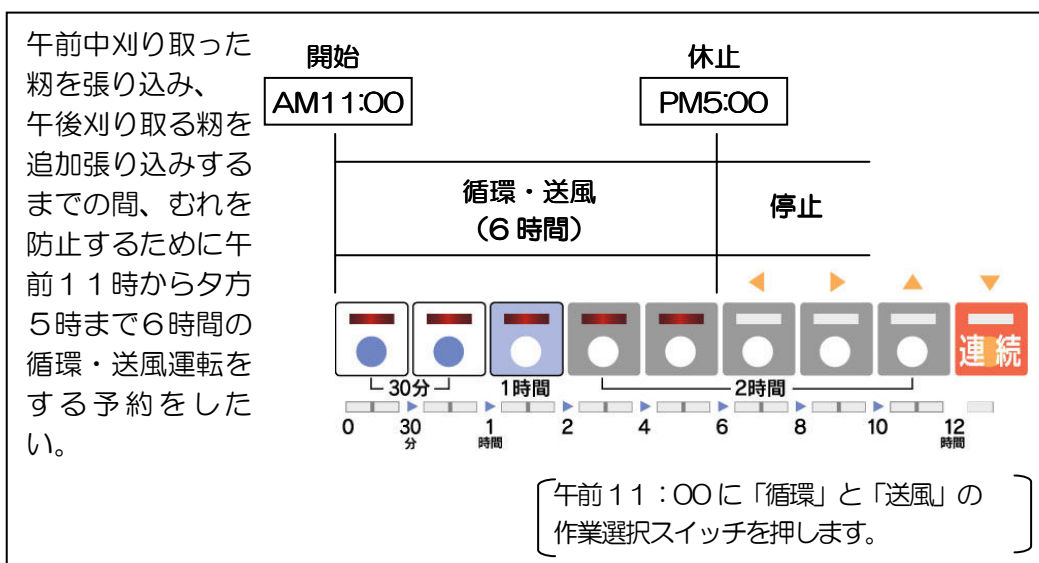 午前中刈り取った
籾を張り込み、
午後刈り取る籾を
追加張り込みする
までの間、むれを
防止するために午
前１１時から夕方
５時まで６時間の
循環・送風運転を
する予約をした
い。
開始
休止
AM11:00
PM5:00
循環・送風
（6 時間）
停止
連続
30分
1時間
2時間
0 30分 1時間 2 4 6 8 10 12時間
午前１１：００に「循環」と「送風」の
作業選択スイッチを押します。